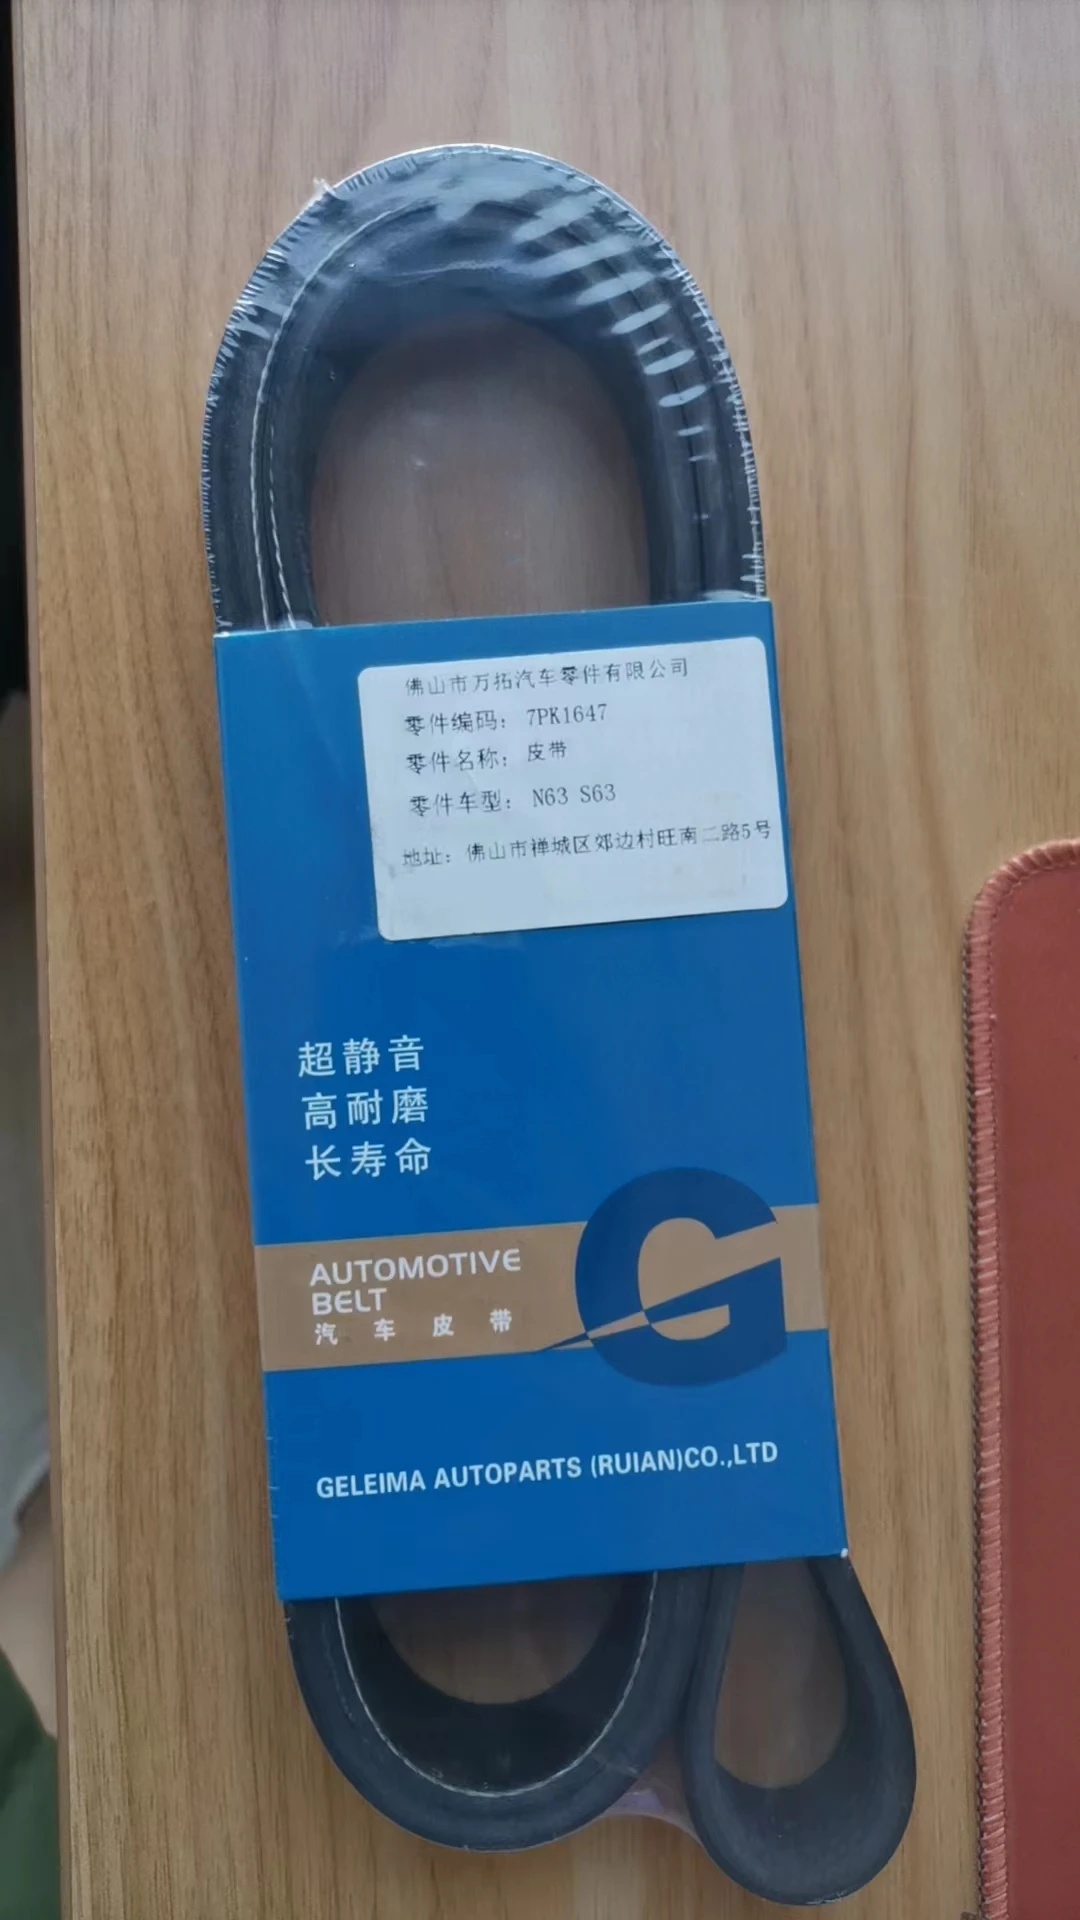 佛山市万拓汽车零件有限公司
零件编码：7PK1647
零件名称：皮带
零件车型：N63 S63
地址：佛山市禅城区郊边村旺南二路5号
超静音
高耐磨
长寿命
AUTOMOTIVE
BELT
汽车皮带
G
GELEIMA AUTOPARTS (RUIAN)CO.,LTD